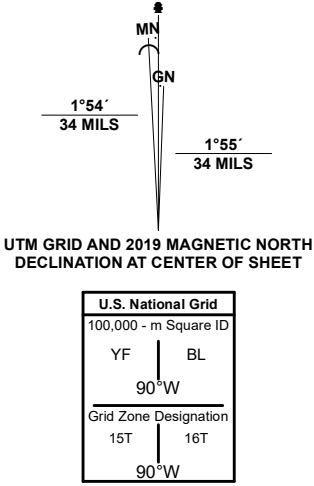 MN
GN
1°54´
34 MILS
1°55´
34 MILS
UTM GRID AND 2019 MAGNETIC NORTH
DECLINATION AT CENTER OF SHEET
U.S. National Grid
100,000 - m Square ID
YF BL
90°W
Grid Zone Designation
15T 16T
90°W